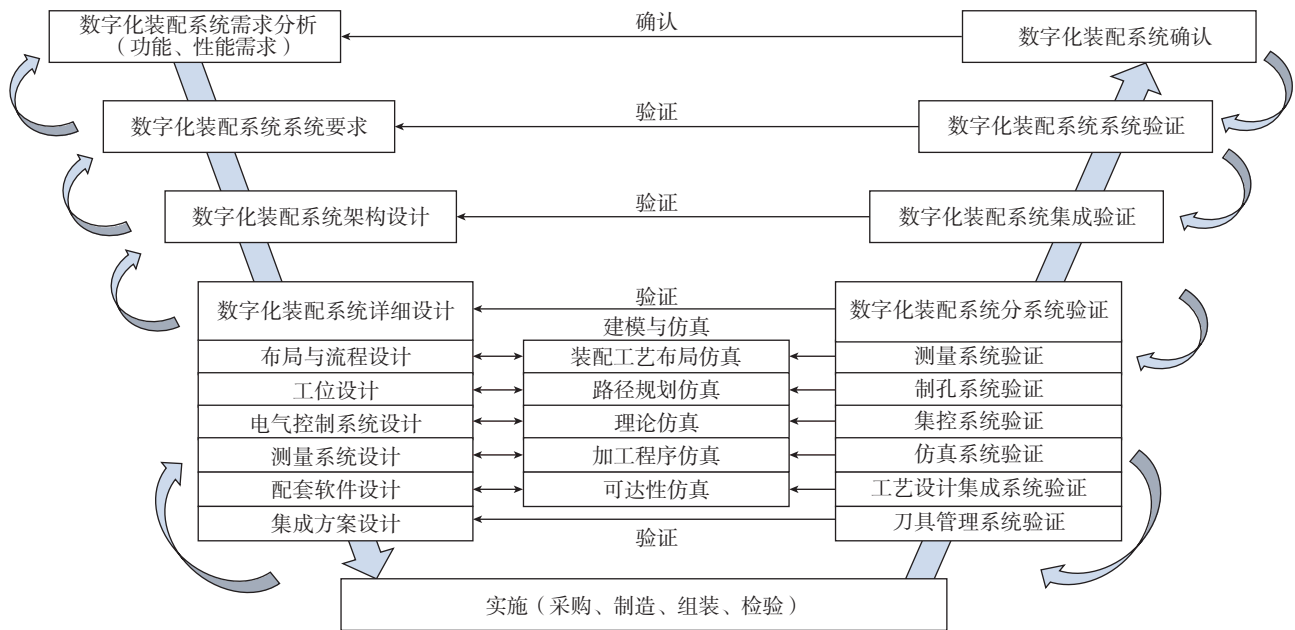 数字化装配系统需求分析
（功能、性能需求）
确认
数字化装配系统确认
数字化装配系统系统要求
验证
数字化装配系统系统验证
数字化装配系统架构设计
验证
数字化装配系统集成验证
数字化装配系统详细设计
验证
建模与仿真
数字化装配系统分系统验证
布局与流程设计
装配工艺布局仿真
测量系统验证
工位设计
路径规划仿真
制孔系统验证
电气控制系统设计
理论仿真
集控系统验证
测量系统设计
加工程序仿真
仿真系统验证
配套软件设计
可达性仿真
工艺设计集成系统验证
集成方案设计
验证
刀具管理系统验证
实施（采购、制造、组装、检验）